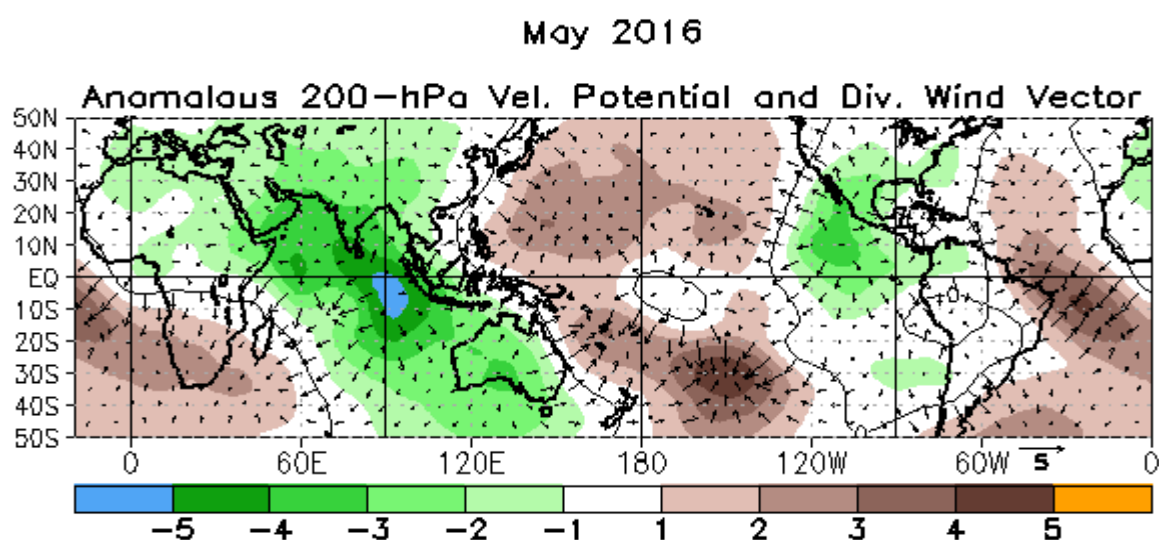 May 2016
Anomalous 200-hPa Vel. Potential and Div. Wind Vector
50N
40N
30N
20N
10N
EQ
10S
20S
30S
40S
50S
0 60E 120E 180 120W 60W 5 0
-5 -4 -3 -2 -1 1 2 3 4 5